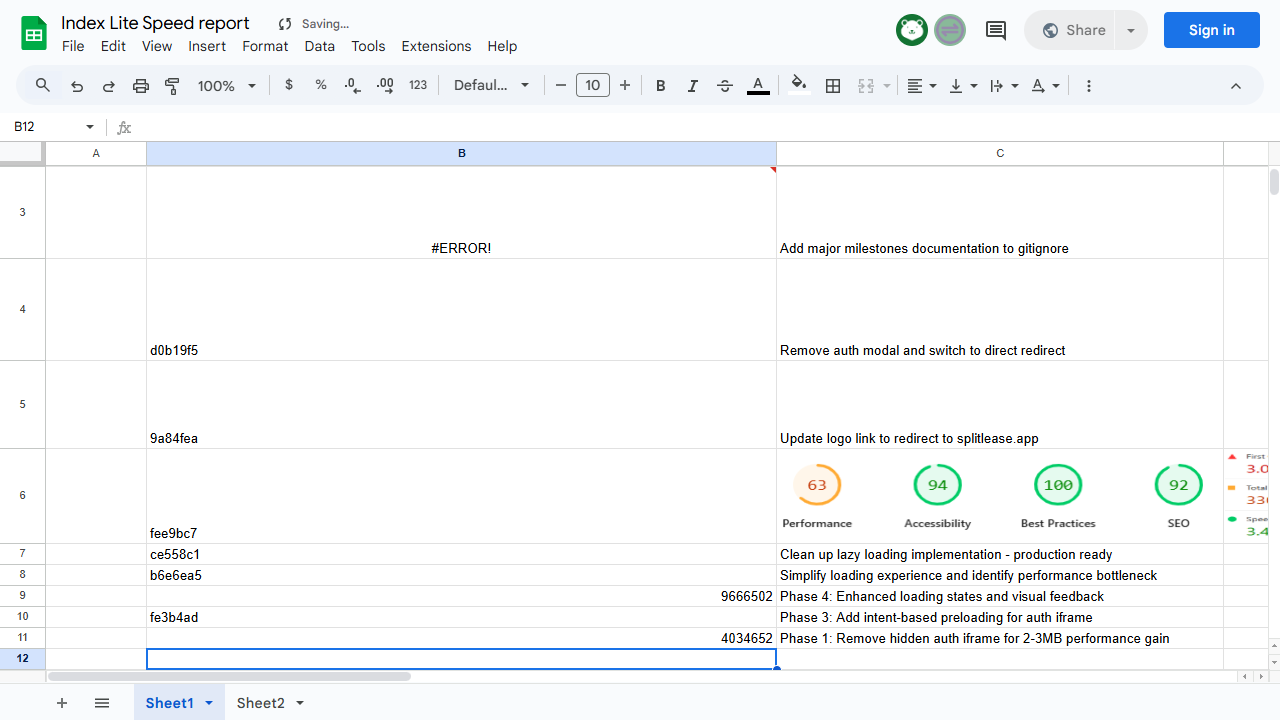 Index Lite Speed report
Saving...
File Edit View Insert Format Data Tools Extensions Help
Share
Sign in
100% $ % .0 .00 123 Defaul... 10 B I A A
B12 fx
A B C
3 #ERROR! Add major milestones documentation to gitignore
4 d0b19f5 Remove auth modal and switch to direct redirect
5 9a84fea Update logo link to redirect to splitlease.app
63 94 100 92
Performance Accessibility Best Practices SEO
First
3.0
Total
330
Spee
3.4
6 fee9bc7
7 ce558c1 Clean up lazy loading implementation - production ready
8 b6e6ea5 Simplify loading experience and identify performance bottleneck
9 9666502 Phase 4: Enhanced loading states and visual feedback
10 fe3b4ad Phase 3: Add intent-based preloading for auth iframe
11 4034652 Phase 1: Remove hidden auth iframe for 2-3MB performance gain
12
Sheet1 Sheet2